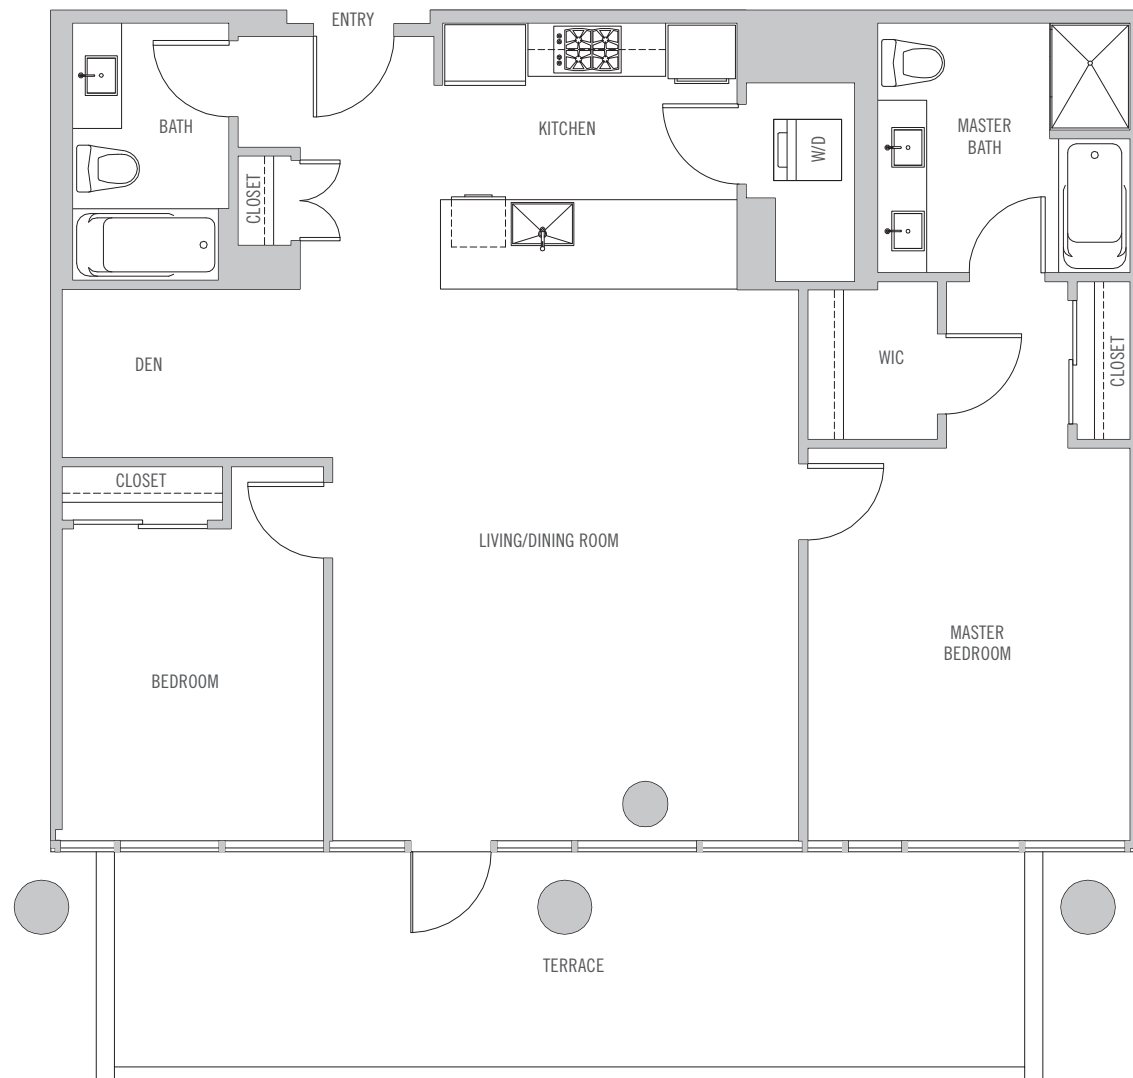 ENTRY
BATH
KITCHEN
W/D
MASTER
BATH
CLOSET
DEN
WIC
CLOSET
CLOSET
LIVING/DINING ROOM
MASTER
BEDROOM
BEDROOM
TERRACE